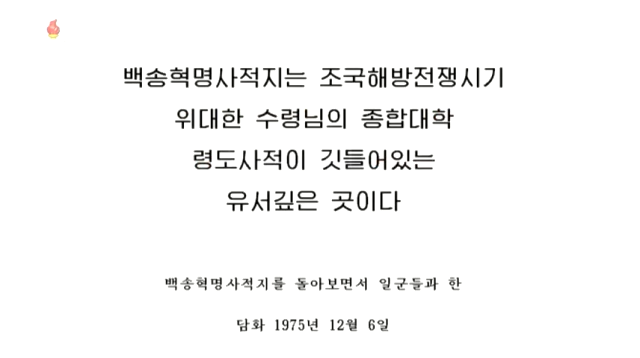 백송혁명사적지는 조국해방전쟁시기
위대한 수령님의 종합대학
령도사적이 깃들어있는
유서깊은 곳이다
백송혁명사적지를 돌아보면서 일군들과 한
담화 1975년 12월 6일